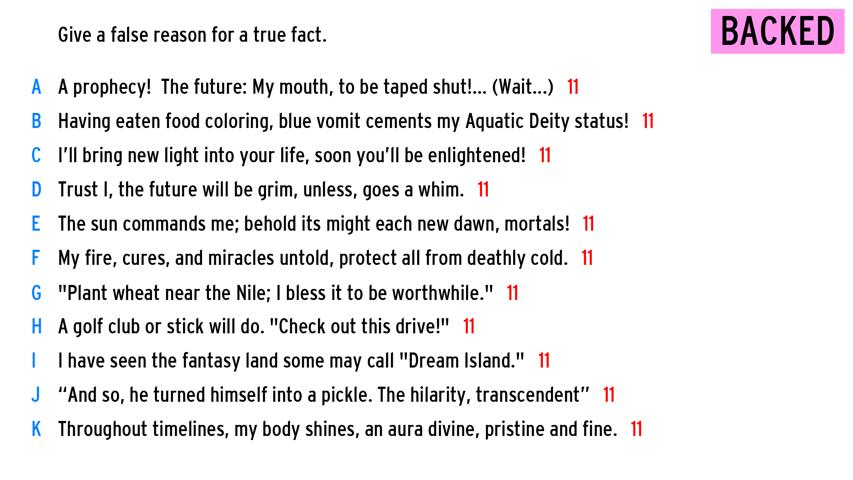 Give a false reason for a true fact.
BACKED
A A prophecy!  The future: My mouth, to be taped shut!... (Wait...) 11
B Having eaten food coloring, blue vomit cements my Aquatic Deity status! 11
C I'll bring new light into your life, soon you'll be enlightened! 11
D Trust I, the future will be grim, unless, goes a whim. 11
E The sun commands me; behold its might each new dawn, mortals! 11
F My fire, cures, and miracles untold, protect all from deathly cold. 11
G "Plant wheat near the Nile; I bless it to be worthwhile." 11
H A golf club or stick will do. "Check out this drive!" 11
I I have seen the fantasy land some may call "Dream Island." 11
J “And so, he turned himself into a pickle. The hilarity, transcendent” 11
K Throughout timelines, my body shines, an aura divine, pristine and fine. 11